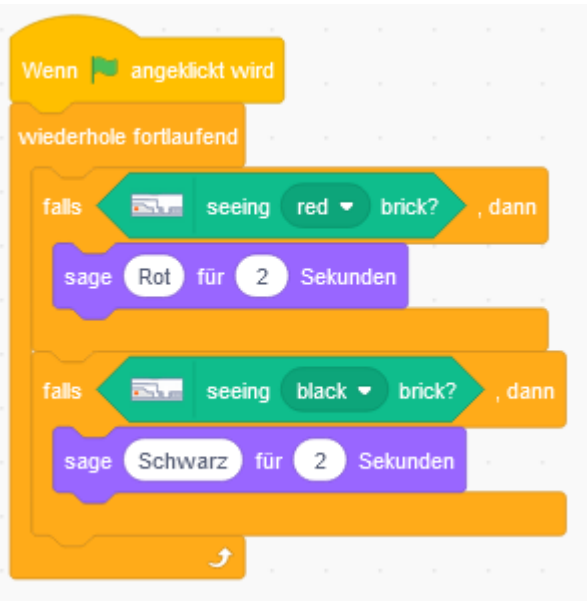 Wenn angeklickt wird
wiederhole fortlaufend
falls seeing red brick? , dann
sage Rot für 2 Sekunden
falls seeing black brick? , dann
sage Schwarz für 2 Sekunden